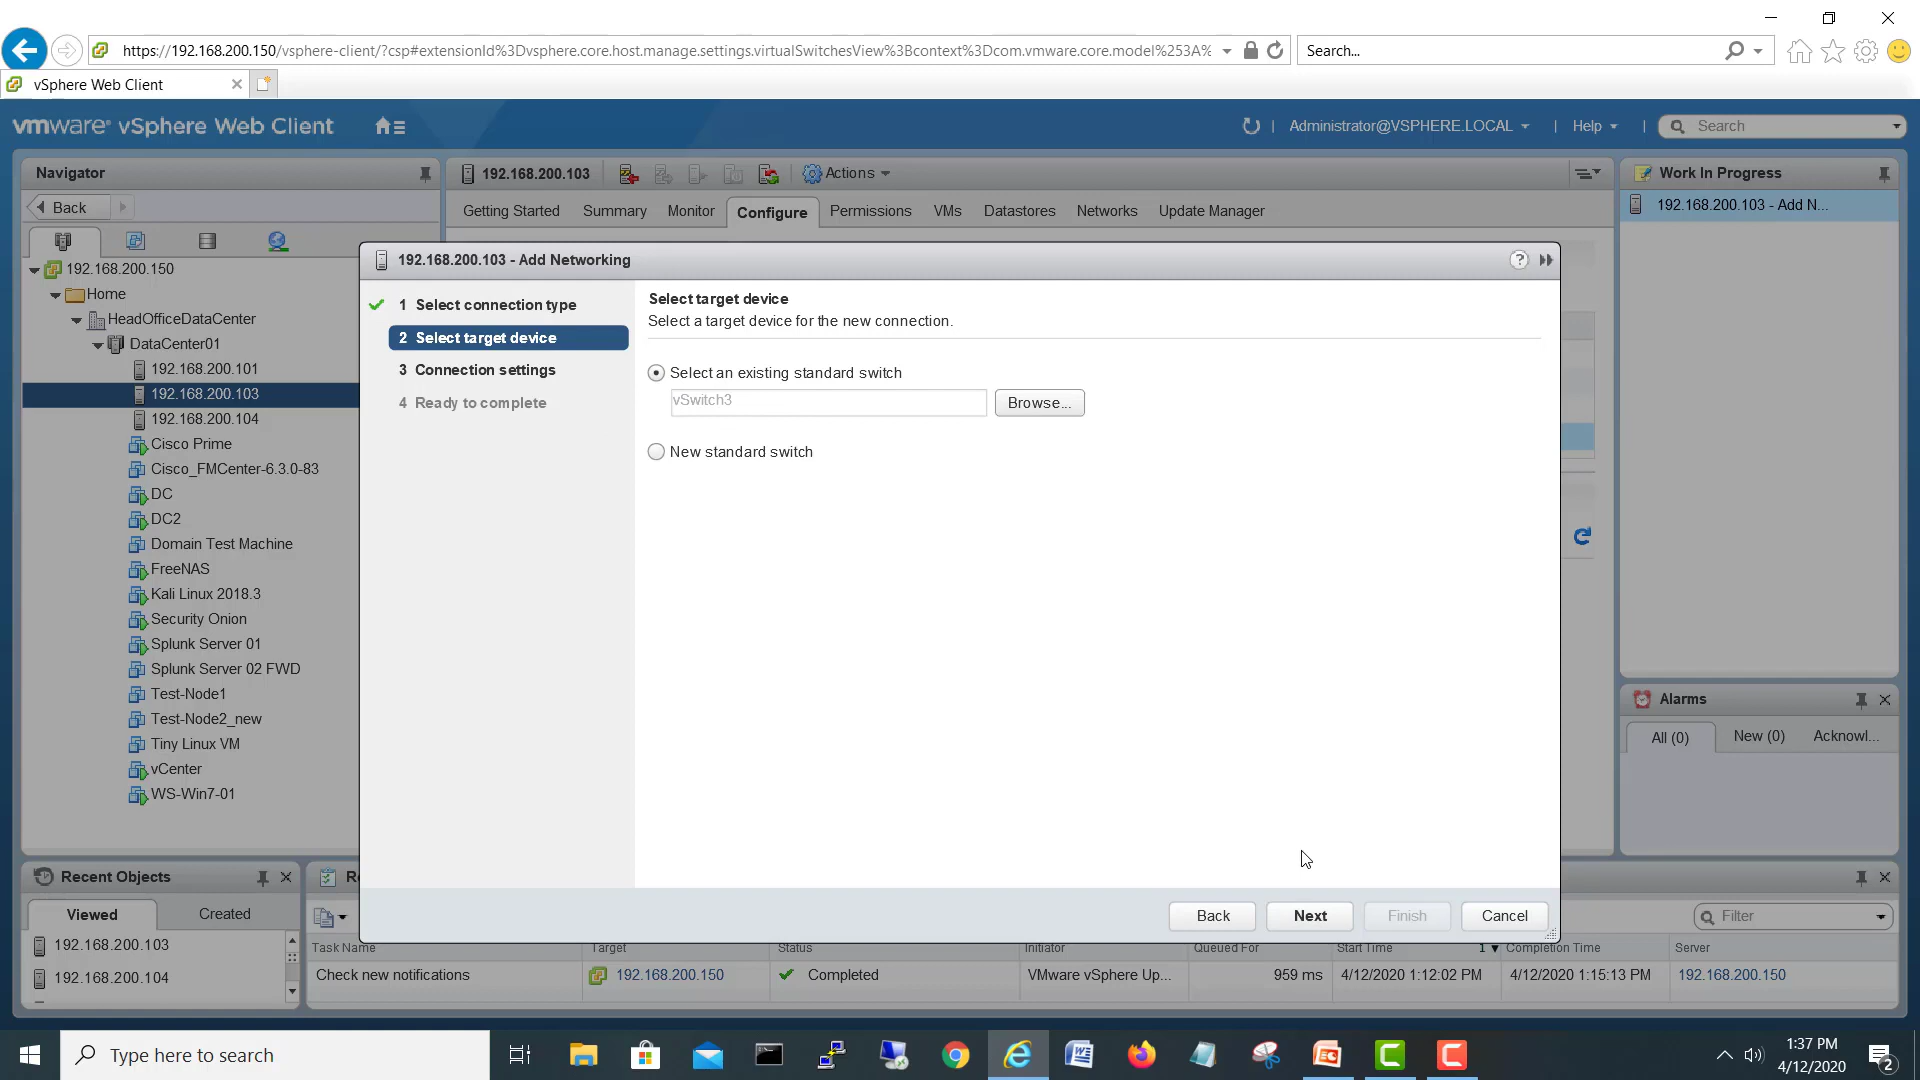 https://192.168.200.150/vsphere-client/?csp#extensionId%3Dvsphere.core.host.manage.settings.virtualSwitchesView%3Bcontext%3Dcom.vmware.core.model%253A%
Search...
vSphere Web Client
vmware® vSphere Web Client
Administrator@VSPHERE.LOCAL
Help
Search
Navigator
192.168.200.103
Actions
Work In Progress
Back
Getting Started
Summary
Monitor
Configure
Permissions
VMs
Datastores
Networks
Update Manager
192.168.200.103 - Add N...
192.168.200.150
Home
HeadOfficeDataCenter
DataCenter01
192.168.200.101
192.168.200.103
192.168.200.104
Cisco Prime
Cisco_FMCenter-6.3.0-83
DC
DC2
Domain Test Machine
FreeNAS
Kali Linux 2018.3
Security Onion
Splunk Server 01
Splunk Server 02 FWD
Test-Node1
Test-Node2_new
Tiny Linux VM
vCenter
WS-Win7-01
192.168.200.103 - Add Networking
?
1 Select connection type
2 Select target device
3 Connection settings
4 Ready to complete
Select target device
Select a target device for the new connection.
Select an existing standard switch
vSwitch3
Browse...
New standard switch
Back
Next
Finish
Cancel
Alarms
All (0)
New (0)
Acknowl...
Recent Objects
Viewed
Created
192.168.200.103
192.168.200.104
Filter
Task Name
Target
Status
Initiator
Queued For
Start Time
1
Completion Time
Server
Check new notifications
192.168.200.150
Completed
VMware vSphere Up...
959 ms
4/12/2020 1:12:02 PM
4/12/2020 1:15:13 PM
192.168.200.150
Type here to search
1:37 PM
4/12/2020
2